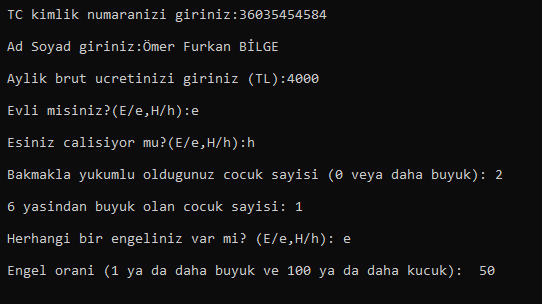 TC kimlik numaranizi giriniz:36035454584
Ad Soyad giriniz:Ömer Furkan BİLGE
Aylik brut ucretinizi giriniz (TL):4000
Evli misiniz?(E/e,H/h):e
Esiniz calisiyor mu?(E/e,H/h):h
Bakmakla yukumlu oldugunuz cocuk sayisi (0 veya daha buyuk): 2
6 yasindan buyuk olan cocuk sayisi: 1
Herhangi bir engeliniz var mi? (E/e,H/h): e
Engel orani (1 ya da daha buyuk ve 100 ya da daha kucuk):  50